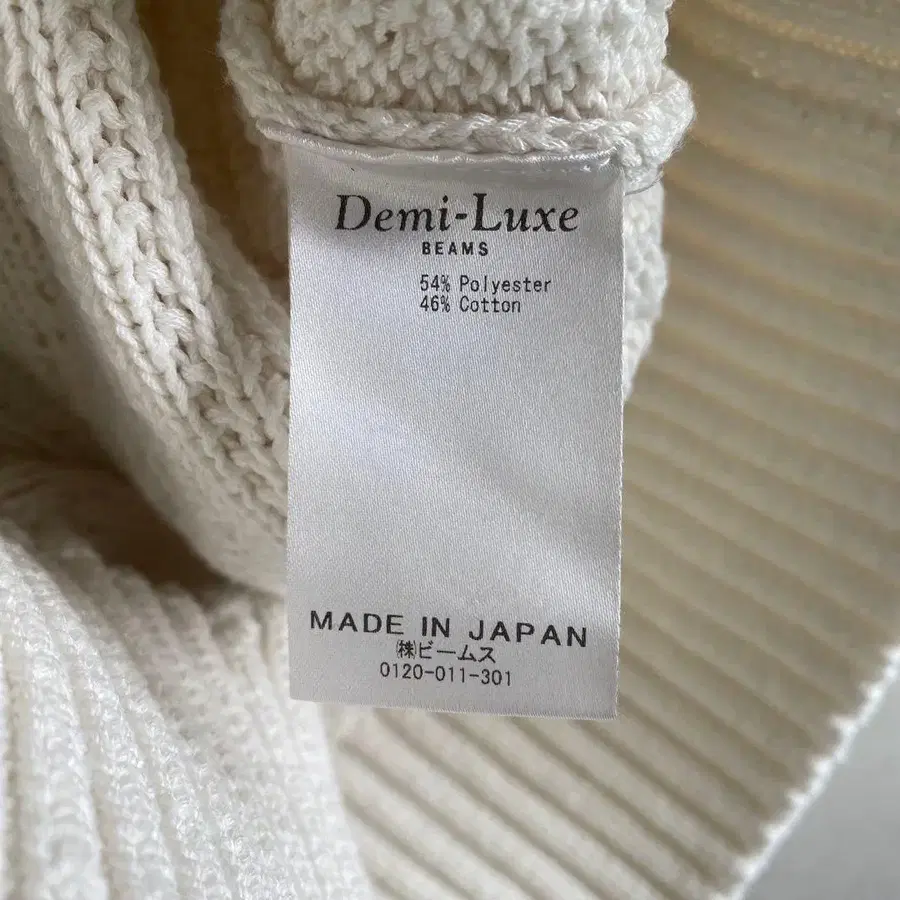 Demi-Luxe
BEAMS
54% Polyester
46% Cotton
MADE IN JAPAN
㈱ビームス
0120-011-301